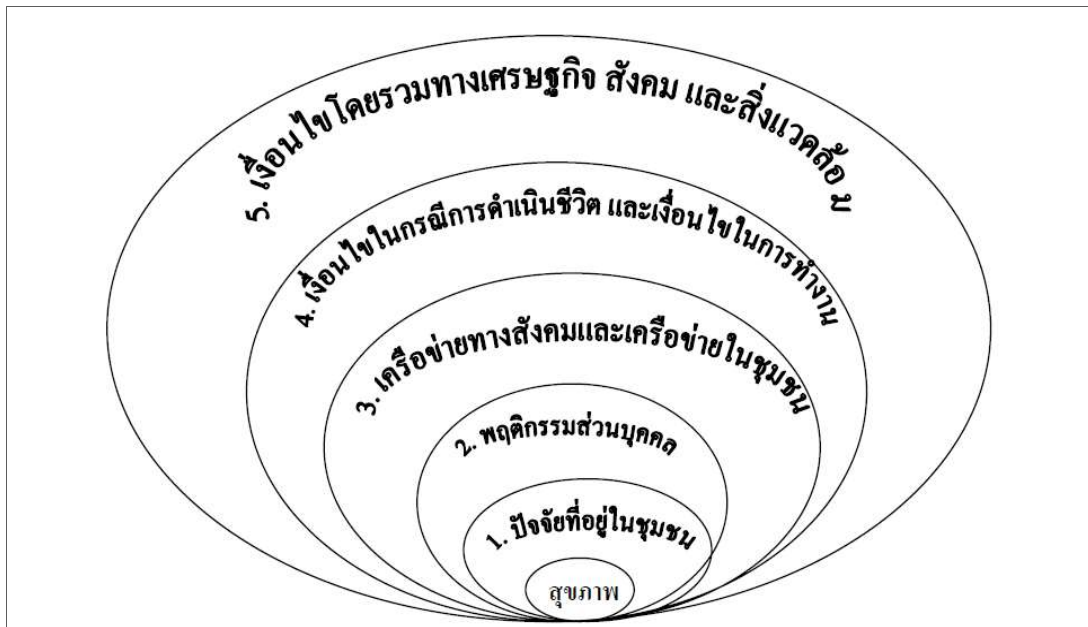 5. เงื่อนไขโดยรวมทางเศรษฐกิจ สังคม และสิ่งแวดล้อม
4. เงื่อนไขในกรณีการดำเนินชีวิต และเงื่อนไขในการทำงาน
3. เครือข่ายทางสังคมและเครือข่ายในชุมชน
2. พฤติกรรมส่วนบุคคล
1. ปัจจัยที่อยู่ในชุมชน
สุขภาพ